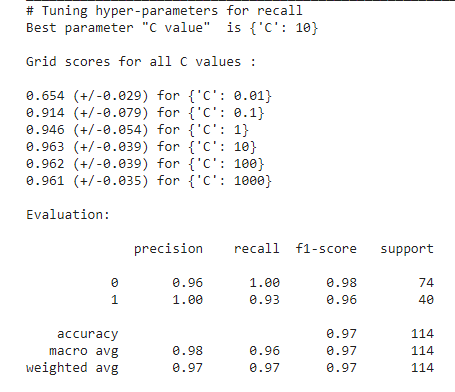 # Tuning hyper-parameters for recall
Best parameter "C value"  is {'C': 10}
Grid scores for all C values :
0.654 (+/-0.029) for {'C': 0.01}
0.914 (+/-0.079) for {'C': 0.1}
0.946 (+/-0.054) for {'C': 1}
0.963 (+/-0.039) for {'C': 10}
0.962 (+/-0.039) for {'C': 100}
0.961 (+/-0.035) for {'C': 1000}
Evaluation:
precision recall f1-score support
0 0.96 1.00 0.98 74
1 1.00 0.93 0.96 40
accuracy 0.97 114
macro avg 0.98 0.96 0.97 114
weighted avg 0.97 0.97 0.97 114